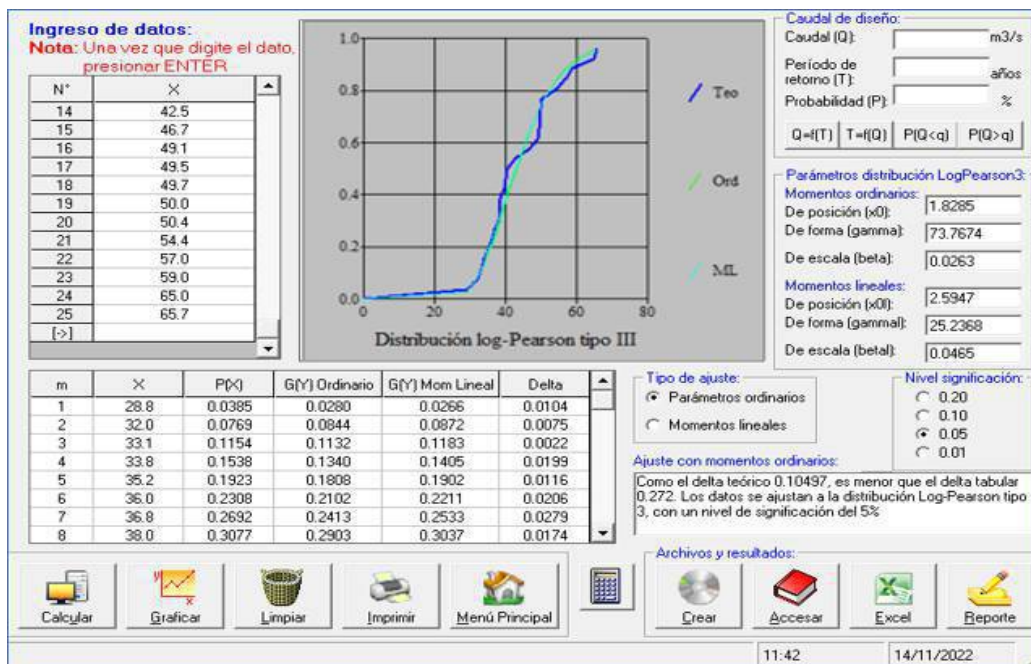 Ingreso de datos:
Nota: Una vez que digite el dato,
presionar ENTER
N° X
14 42.5
15 46.7
16 49.1
17 49.5
18 49.7
19 50.0
20 50.4
21 54.4
22 57.0
23 59.0
24 65.0
25 65.7
[->]
1.0
0.8
0.6
0.4
0.2
0.0
0 20 40 60 80
Distribución log-Pearson tipo III
Teo
Ord
ML
Caudal de diseño:
Caudal (Q): m3/s
Período de
retorno (T): años
Probabilidad (P): %
Q=f(T) T=f(Q) P(Q<q) P(Q>q)
Parámetros distribución LogPearson3:
Momentos ordinarios:
De posición (x0): 1.8285
De forma (gamma): 73.7674
De escala (beta): 0.0263
Momentos lineales:
De posición (x0l): 2.5947
De forma (gammal): 25.2368
De escala (betal): 0.0465
m X P(X) G(Y) Ordinario G(Y) Mom Lineal Delta
1 28.8 0.0385 0.0280 0.0266 0.0104
2 32.0 0.0769 0.0844 0.0872 0.0075
3 33.1 0.1154 0.1132 0.1183 0.0022
4 33.8 0.1538 0.1340 0.1405 0.0199
5 35.2 0.1923 0.1808 0.1902 0.0116
6 36.0 0.2308 0.2102 0.2211 0.0206
7 36.8 0.2692 0.2413 0.2533 0.0279
8 38.0 0.3077 0.2903 0.3037 0.0174
Tipo de ajuste:
Parámetros ordinarios
Momentos lineales
Nivel significación:
0.20
0.10
0.05
0.01
Ajuste con momentos ordinarios:
Como el delta teórico 0.10497, es menor que el delta tabular
0.272. Los datos se ajustan a la distribución Log-Pearson tipo
3, con un nivel de significación del 5%
Calcular Graficar Limpiar Imprimir Menú Principal
Archivos y resultados:
Crear Accesar Excel Reporte
11:42 14/11/2022